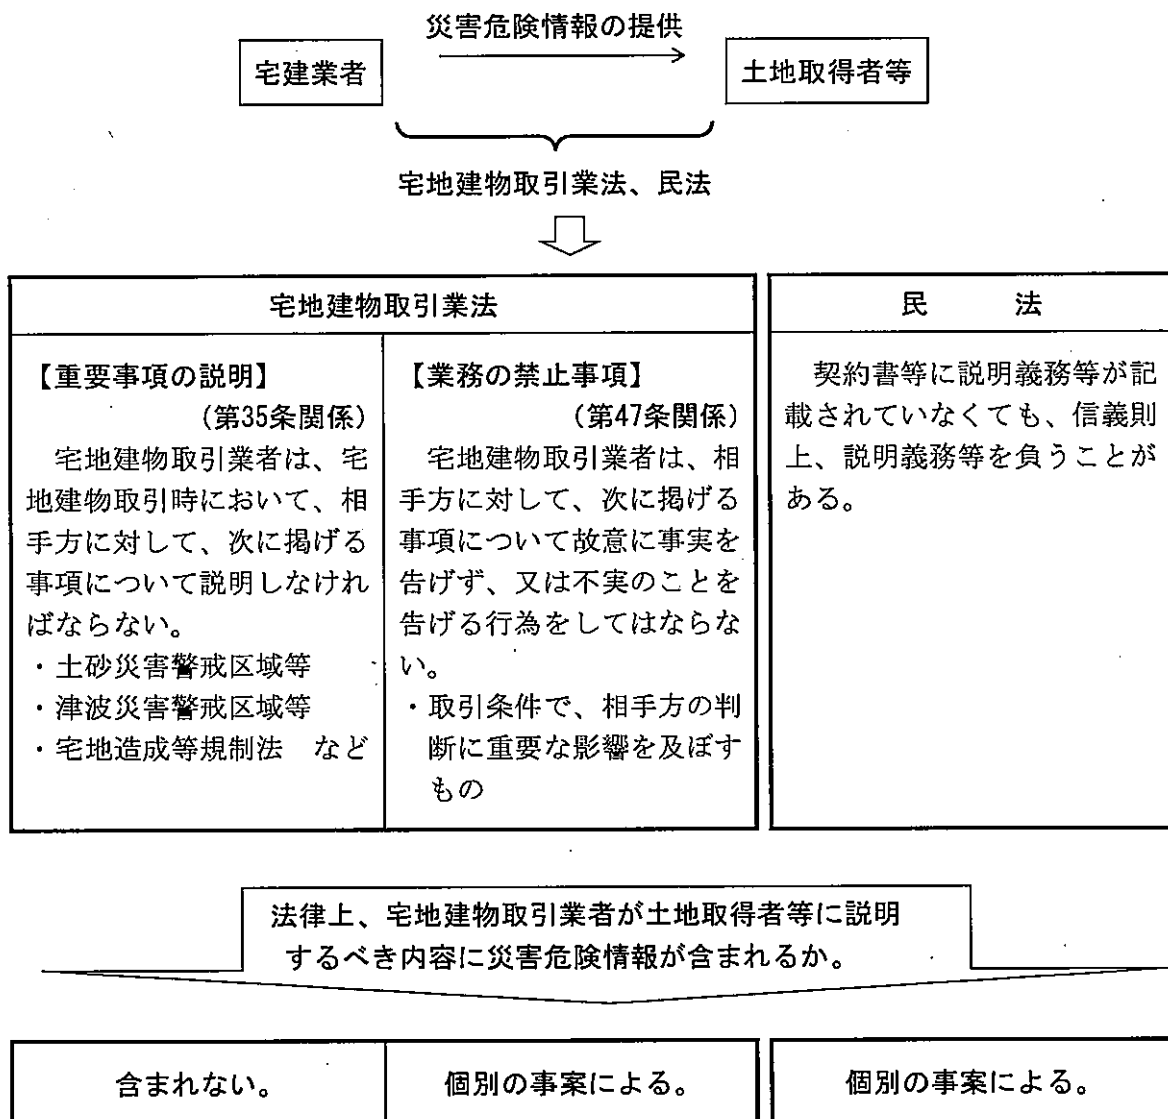 災害危険情報の提供
宅建業者
土地取得者等
宅地建物取引業法、民法
宅地建物取引業法
【重要事項の説明】
(第35条関係)
宅地建物取引業者は、宅
地建物取引時において、相
手方に対して、次に掲げる
事項について説明しなけれ
ばならない。
・土砂災害警戒区域等
・津波災害警戒区域等
・宅地造成等規制法 など
【業務の禁止事項】
(第47条関係)
宅地建物取引業者は、相
手方に対して、次に掲げる
事項について故意に事実を
告げず、又は不実のことを
告げる行為をしてはならな
い。
・取引条件で、相手方の判
断に重要な影響を及ぼす
もの
民 法
契約書等に説明義務等が記
載されていなくても、信義則
上、説明義務等を負うことが
ある。
法律上、宅地建物取引業者が土地取得者等に説明
するべき内容に災害危険情報が含まれるか。
含まれない。
個別の事案による。
個別の事案による。